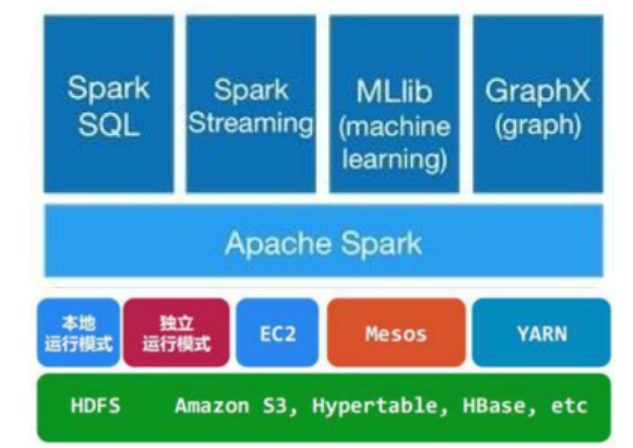 Spark
SQL
Spark
Streaming
MLlib
(machine
learning)
GraphX
(graph)
Apache Spark
本地
运行模式
独立
运行模式
EC2
Mesos
YARN
HDFS Amazon S3, Hypertable, HBase, etc